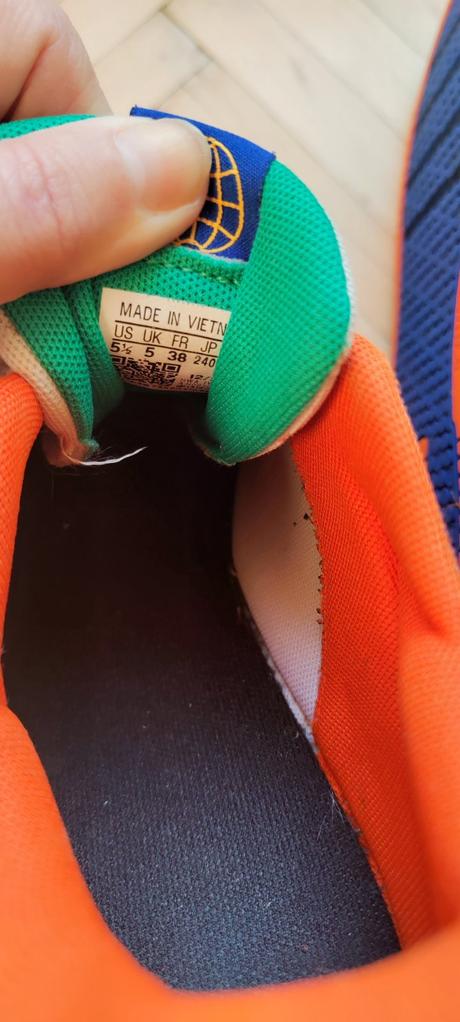 MADE IN VIETN
US UK FR JP
5½ 5 38 240